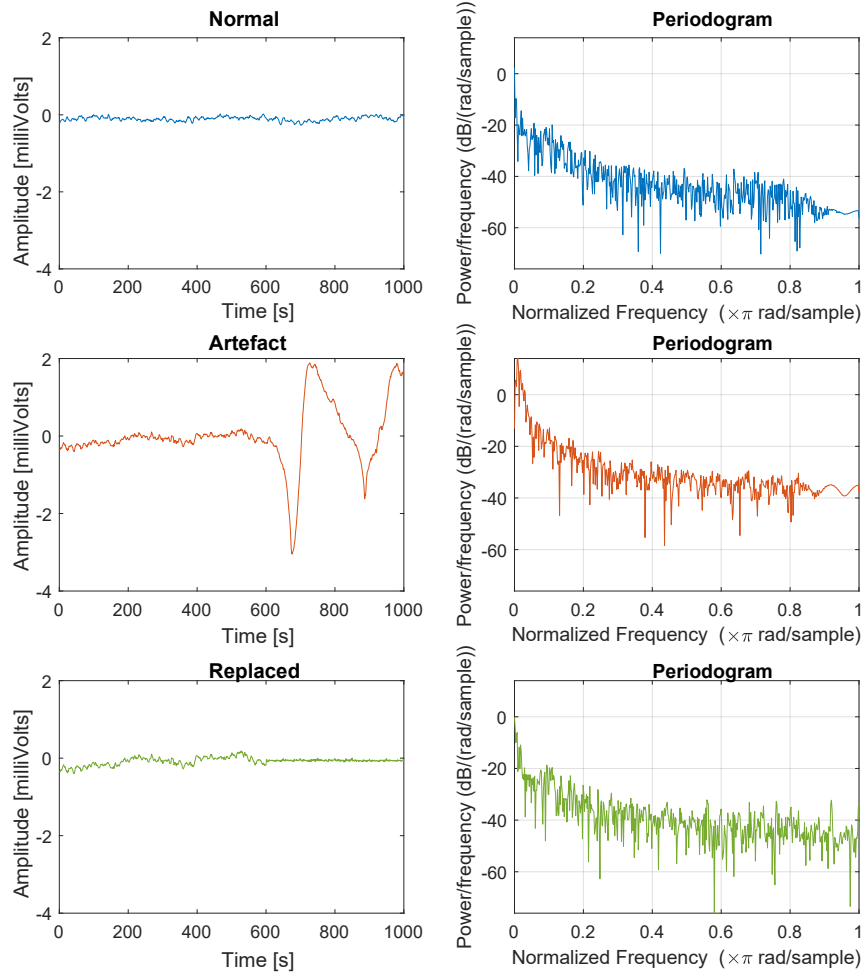 Normal
2
0
-2
-4
Amplitude [milliVolts]
0 200 400 600 800 1000
Time [s]
Periodogram
0
-20
-40
-60
Power/frequency (dB/(rad/sample))
0 0.2 0.4 0.6 0.8 1
Normalized Frequency (×π rad/sample)
Artefact
2
0
-2
-4
Amplitude [milliVolts]
0 200 400 600 800 1000
Time [s]
Periodogram
0
-20
-40
-60
Power/frequency (dB/(rad/sample))
0 0.2 0.4 0.6 0.8 1
Normalized Frequency (×π rad/sample)
Replaced
2
0
-2
-4
Amplitude [milliVolts]
0 200 400 600 800 1000
Time [s]
Periodogram
0
-20
-40
-60
Power/frequency (dB/(rad/sample))
0 0.2 0.4 0.6 0.8 1
Normalized Frequency (×π rad/sample)